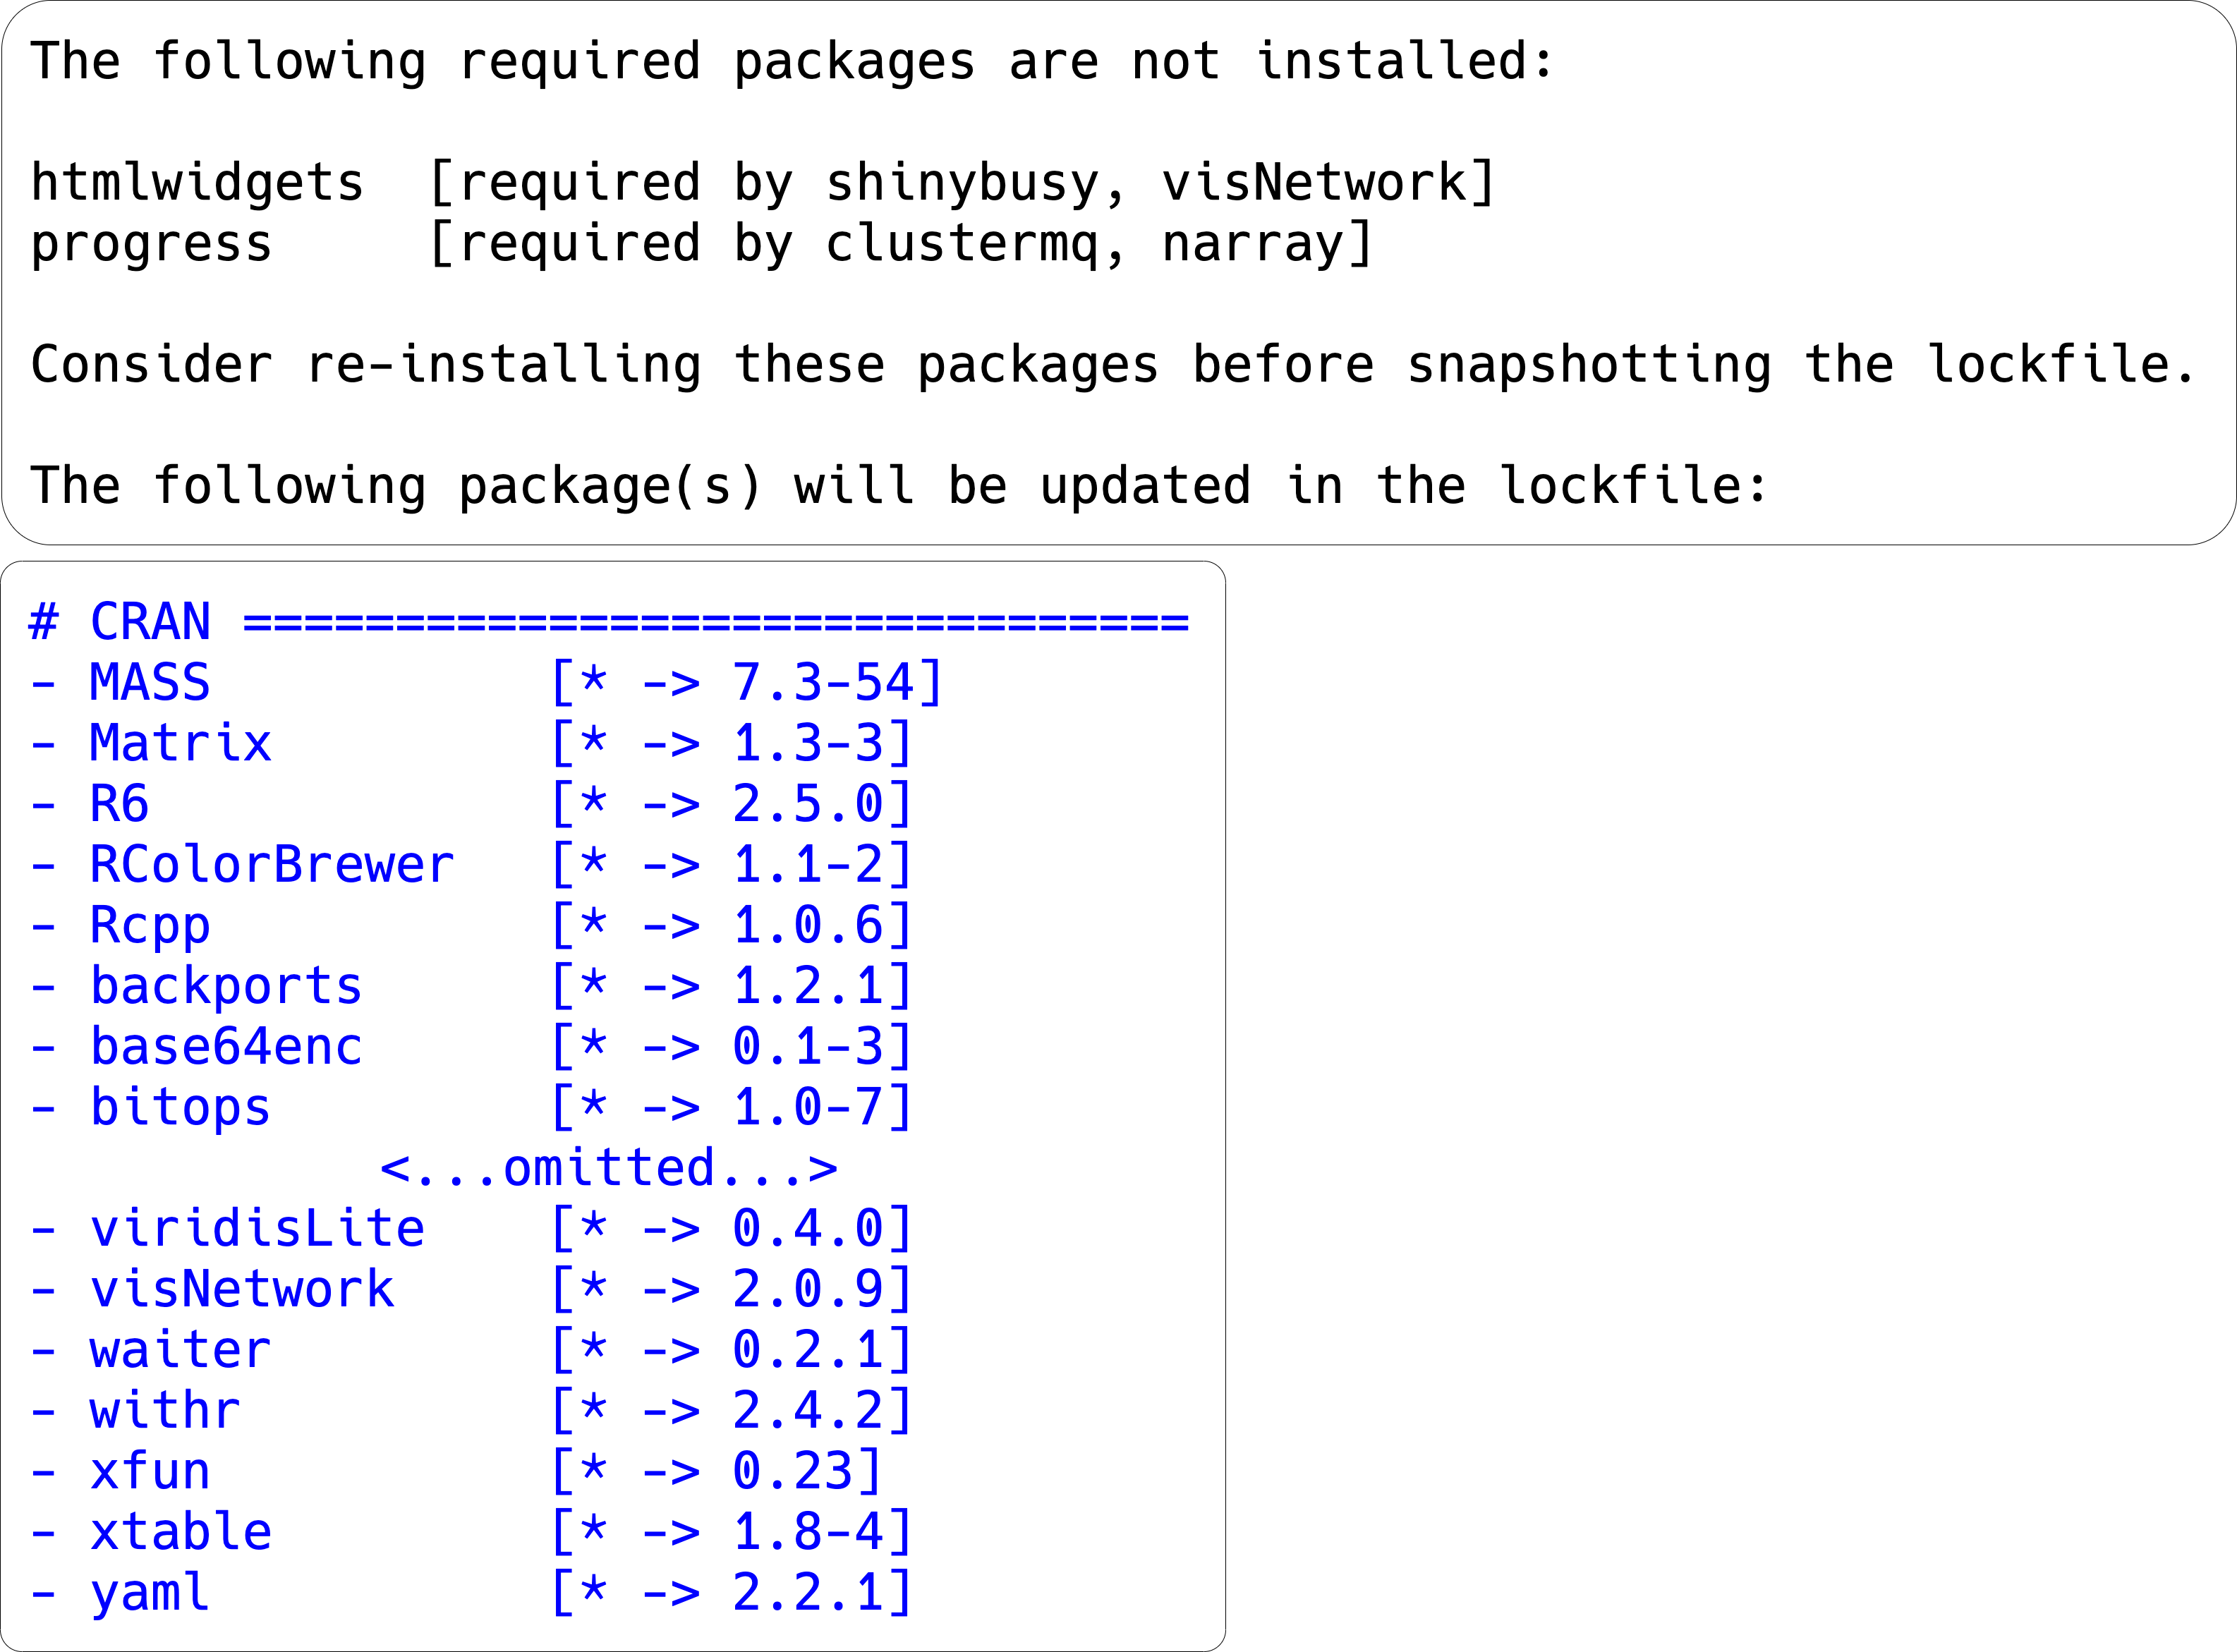 The following required packages are not installed:
htmlwidgets  [required by shinybusy, visNetwork]
progress     [required by clustermq, narray]
Consider re-installing these packages before snapshotting the lockfile.
The following package(s) will be updated in the lockfile:
# CRAN ===============================
- MASS           [* -> 7.3-54]
- Matrix         [* -> 1.3-3]
- R6             [* -> 2.5.0]
- RColorBrewer   [* -> 1.1-2]
- Rcpp           [* -> 1.0.6]
- backports      [* -> 1.2.1]
- base64enc      [* -> 0.1-3]
- bitops         [* -> 1.0-7]
<...omitted...>
- viridisLite    [* -> 0.4.0]
- visNetwork     [* -> 2.0.9]
- waiter         [* -> 0.2.1]
- withr          [* -> 2.4.2]
- xfun           [* -> 0.23]
- xtable         [* -> 1.8-4]
- yaml           [* -> 2.2.1]